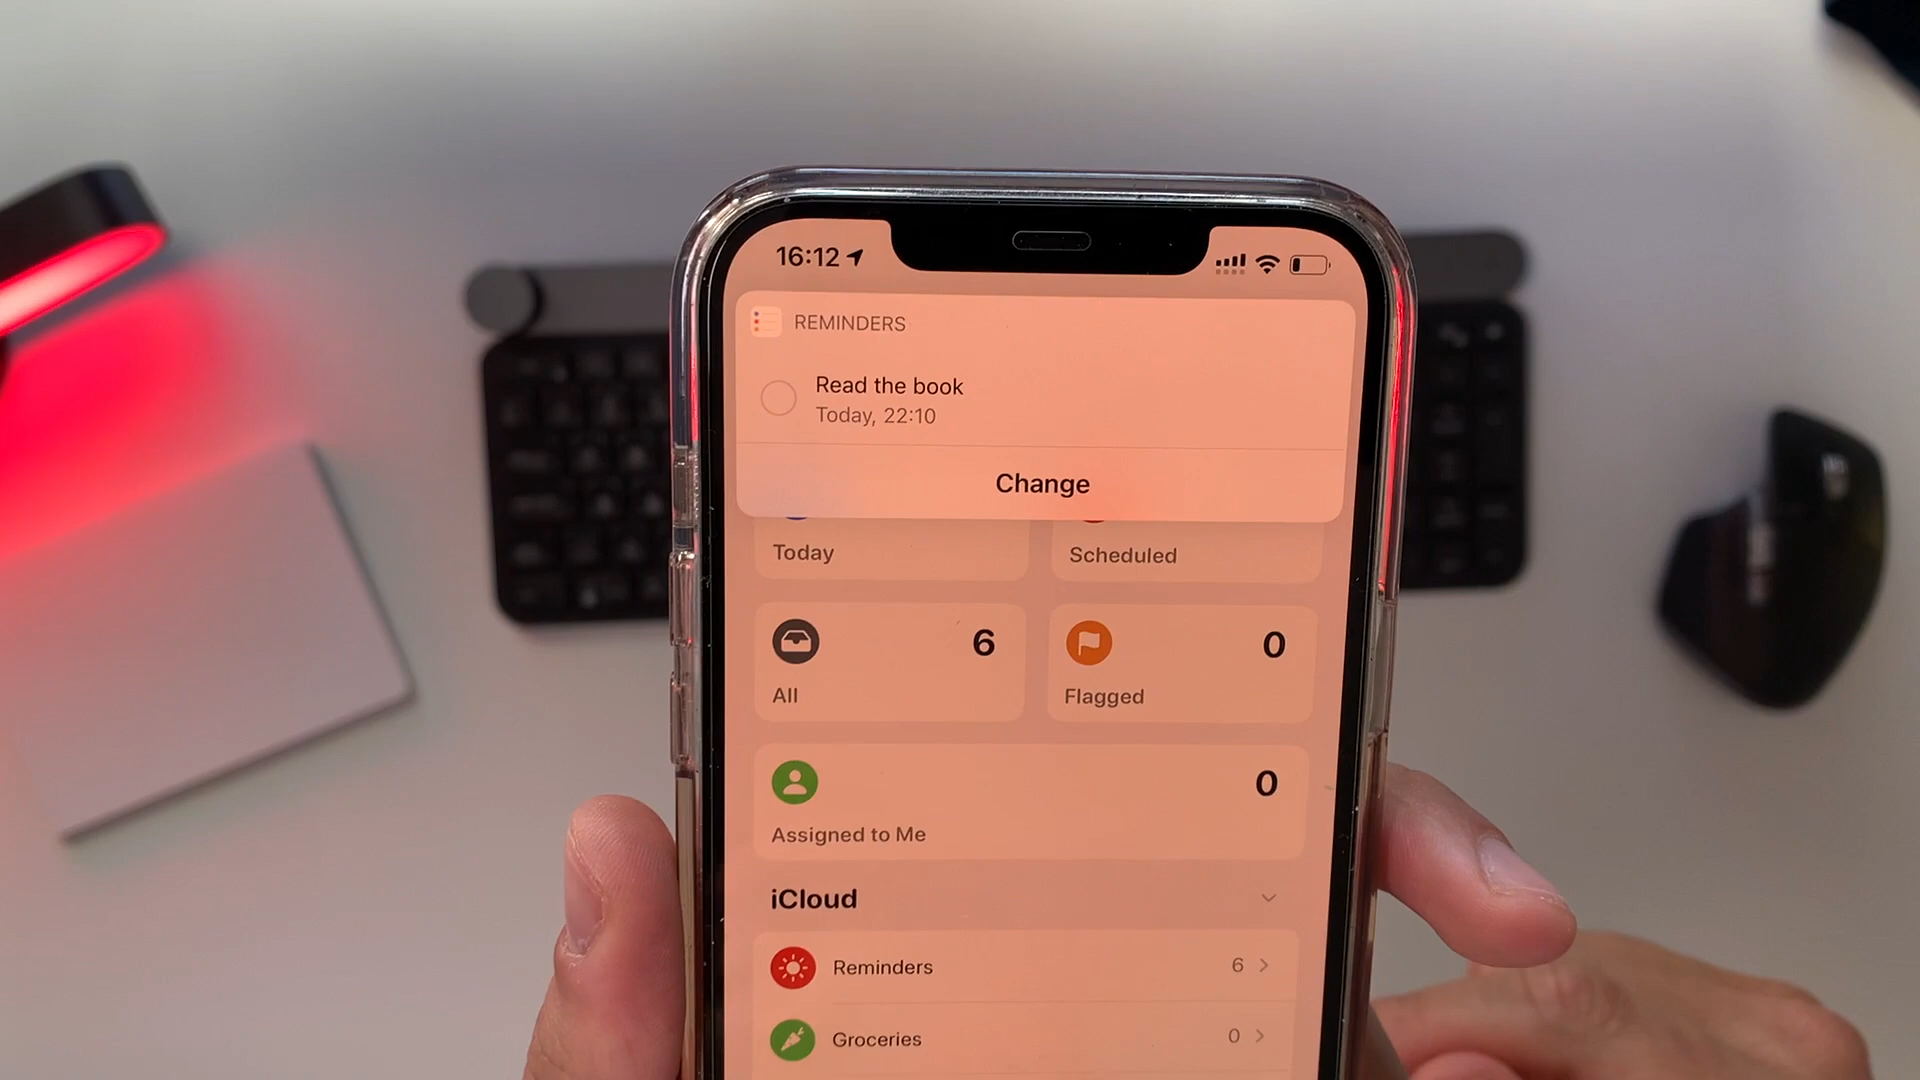 16:12
REMINDERS
Read the book
Today, 22:10
Change
Today
Scheduled
6
0
All
Flagged
0
Assigned to Me
iCloud
Reminders 6
Groceries 0